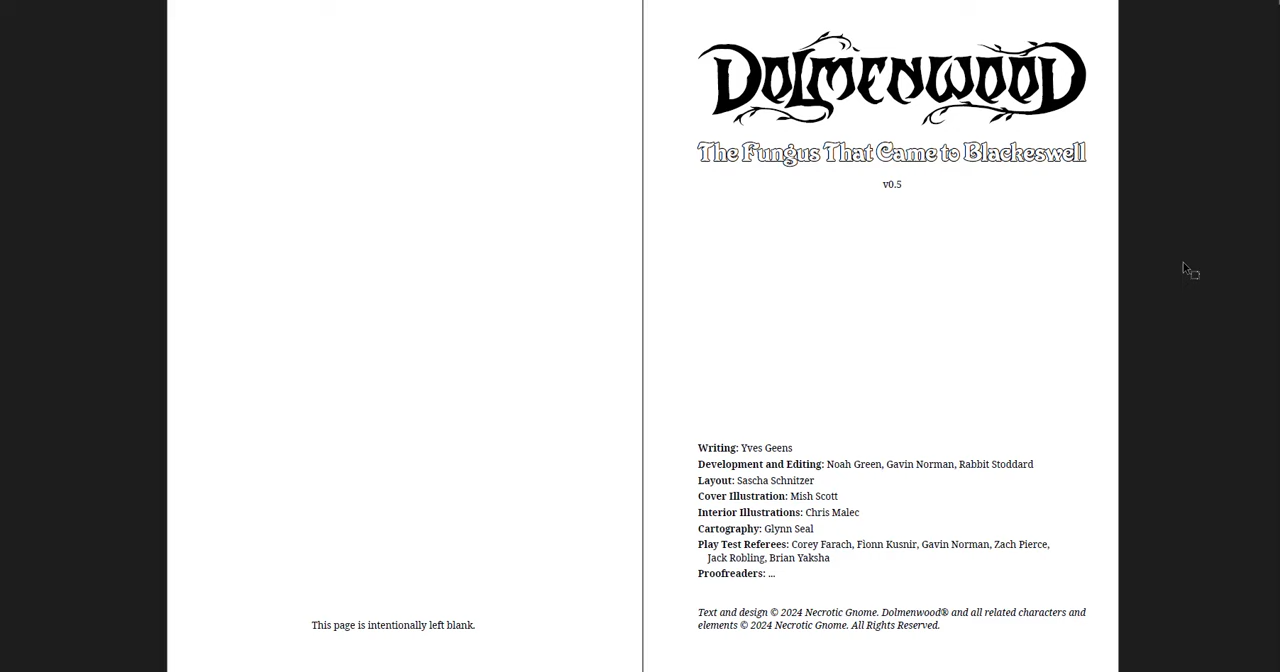 This page is intentionally left blank.
DOLMENWOOD
The Fungus That Came to Blackeswell
v0.5
Writing: Yves Geens
Development and Editing: Noah Green, Gavin Norman, Rabbit Stoddard
Layout: Sascha Schnitzer
Cover Illustration: Mish Scott
Interior Illustrations: Chris Malec
Cartography: Glynn Seal
Play Test Referees: Corey Farach, Fionn Kusnir, Gavin Norman, Zach Pierce,
Jack Robling, Brian Yaksha
Proofreaders: ...
Text and design © 2024 Necrotic Gnome. Dolmenwood® and all related characters and
elements © 2024 Necrotic Gnome. All Rights Reserved.